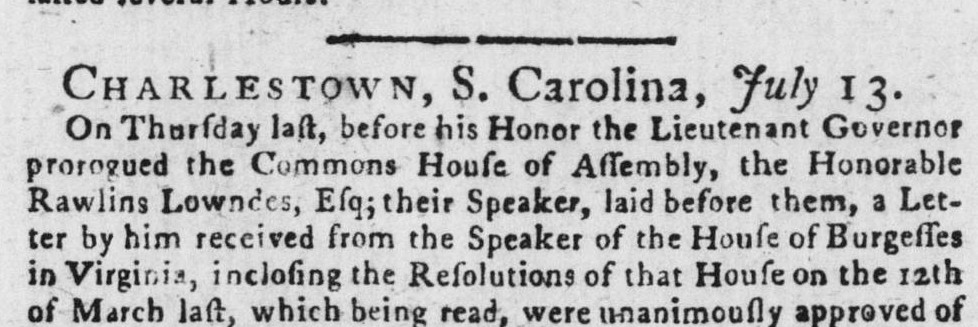 CHARLESTOWN, S. Carolina, July 13.
On Thurſday laſt, before his Honor the Lieutenant Governor
prorogued the Commons Houſe of Aſſembly, the Honorable
Rawlins Lowndes, Eſq; their Speaker, laid before them, a Let-
ter by him received from the Speaker of the Houſe of Burgeſſes
in Virginia, incloſing the Reſolutions of that Houſe on the 12th
of March laſt, which being read, were unanimouſly approved of